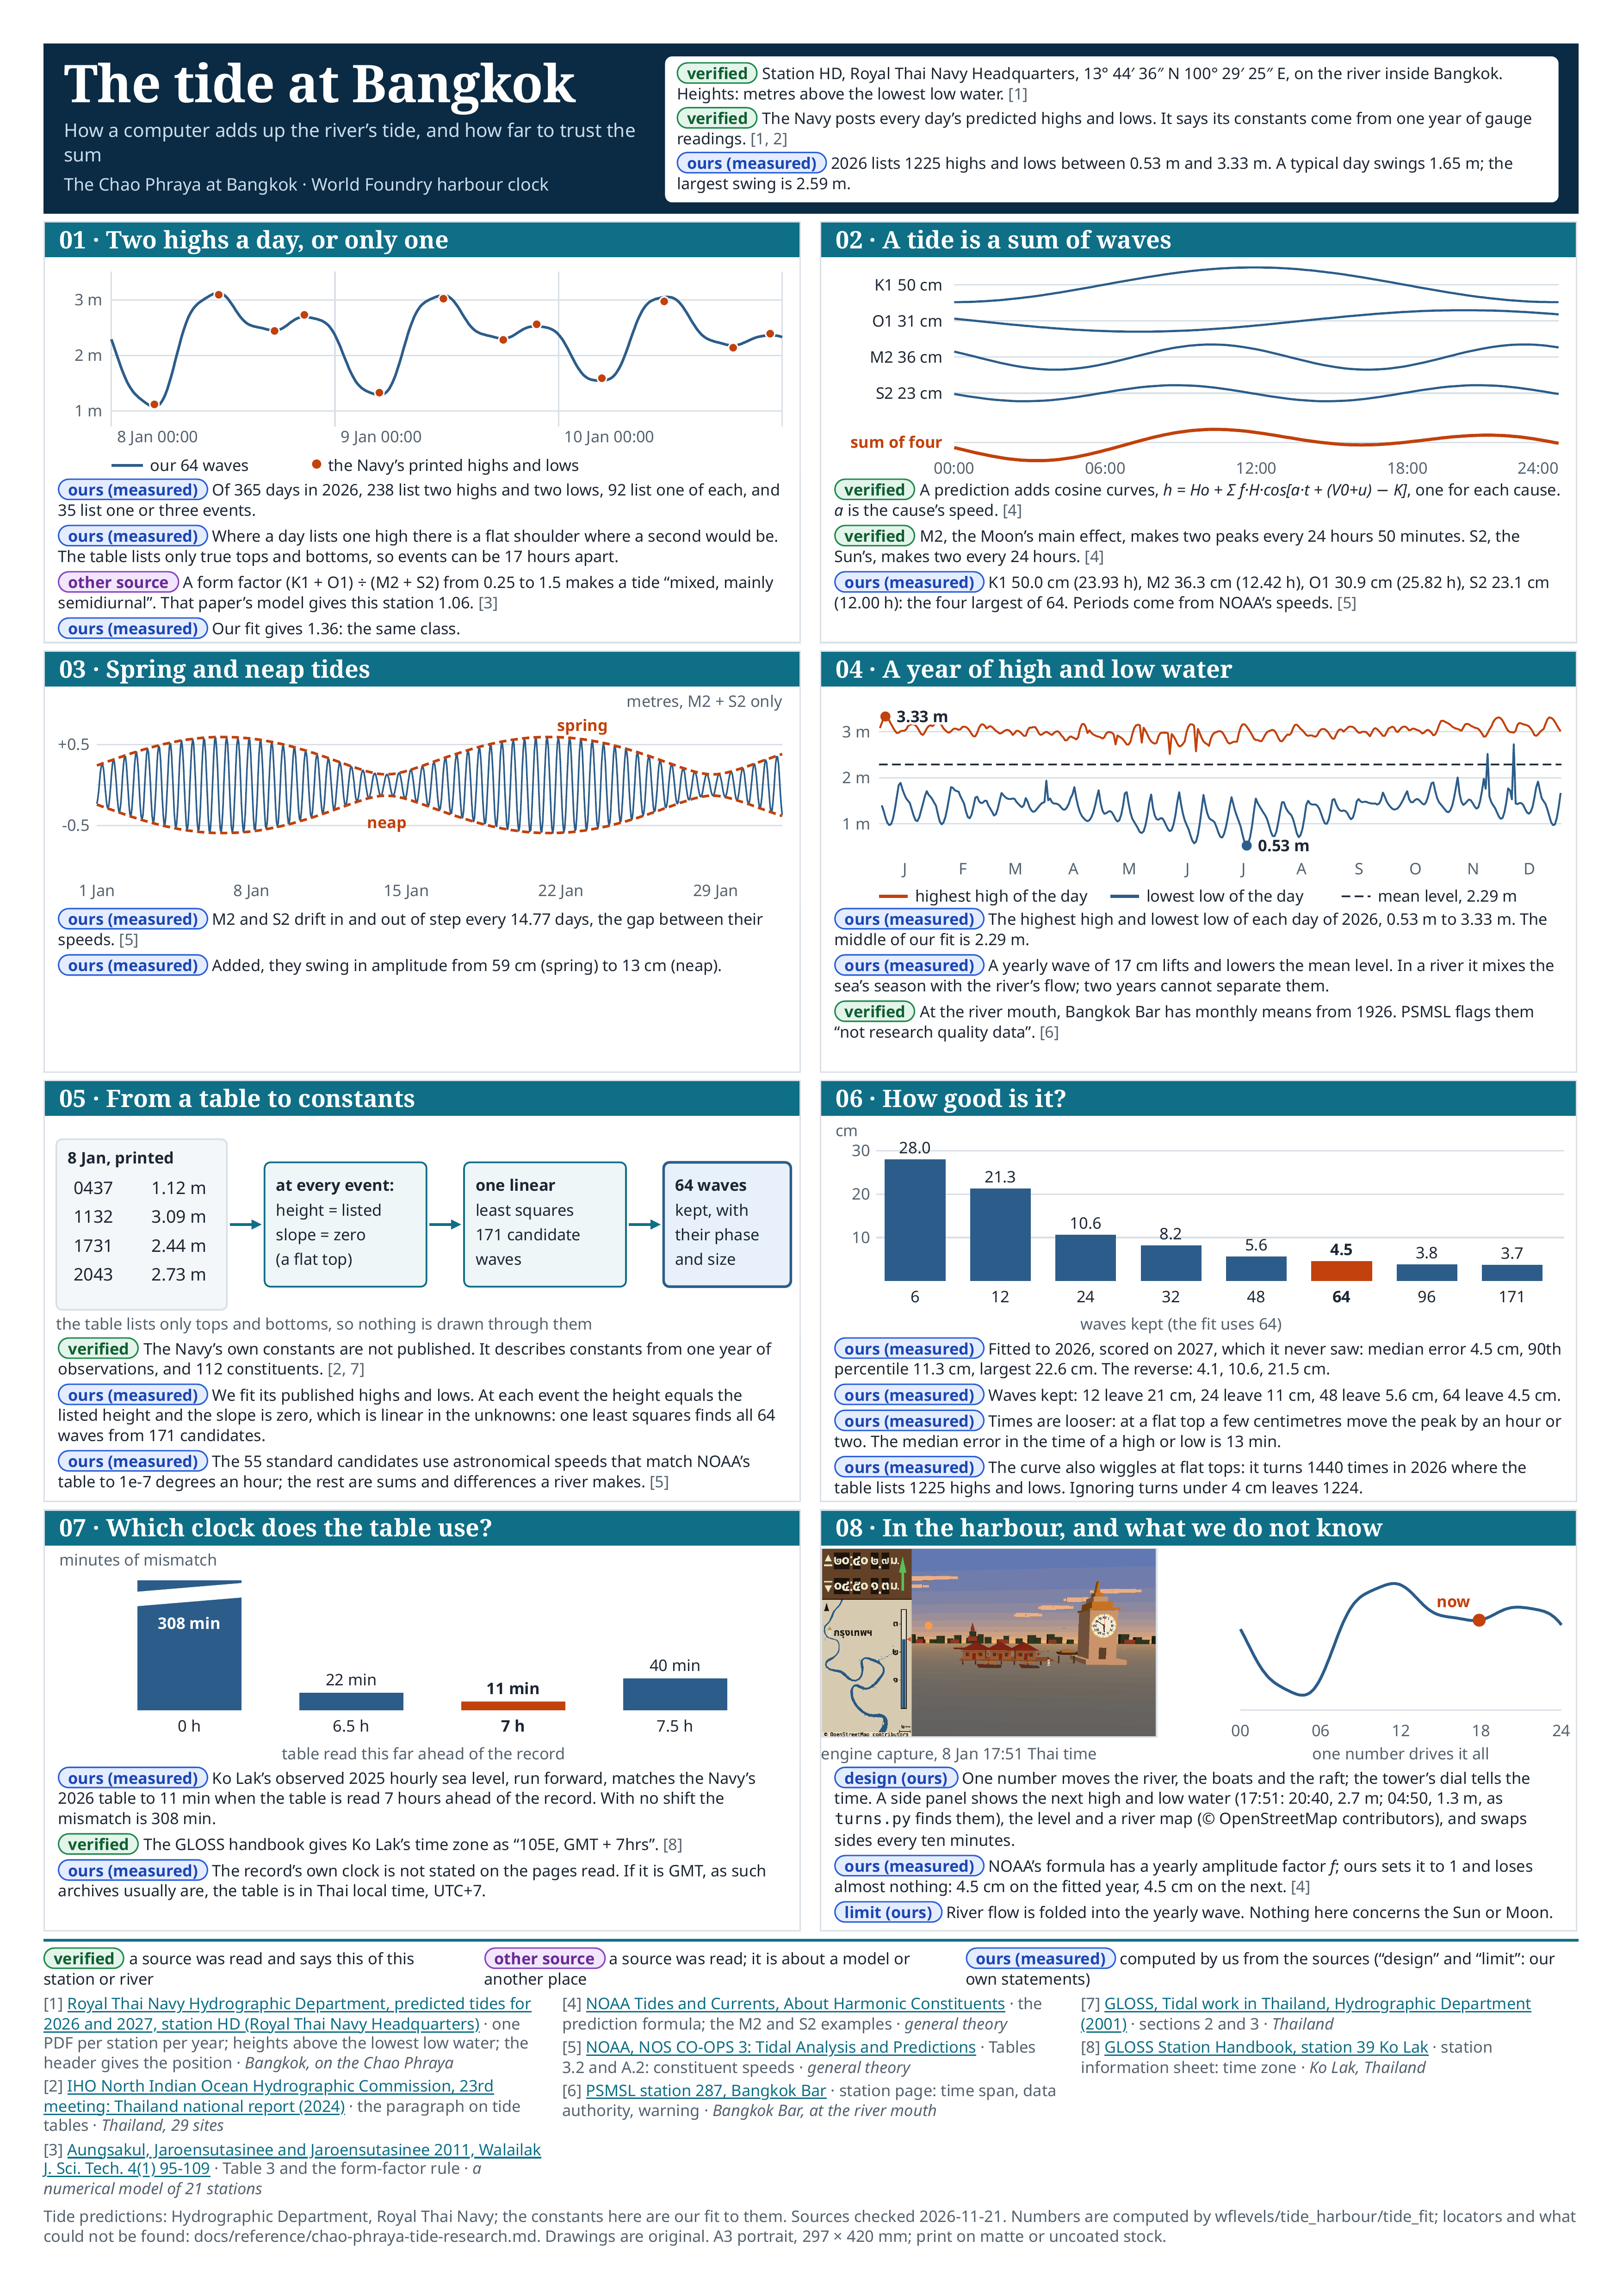 The tide at Bangkok
How a computer adds up the river’s tide, and how far to trust the
sum
The Chao Phraya at Bangkok · World Foundry harbour clock
verified Station HD, Royal Thai Navy Headquarters, 13° 44′ 36″ N 100° 29′ 25″ E, on the river inside Bangkok.
Heights: metres above the lowest low water. [1]
verified The Navy posts every day’s predicted highs and lows. It says its constants come from one year of gauge
readings. [1, 2]
ours (measured) 2026 lists 1225 highs and lows between 0.53 m and 3.33 m. A typical day swings 1.65 m; the
largest swing is 2.59 m.
01 · Two highs a day, or only one
3 m
2 m
1 m
8 Jan 00:00 9 Jan 00:00 10 Jan 00:00
our 64 waves the Navy’s printed highs and lows
ours (measured) Of 365 days in 2026, 238 list two highs and two lows, 92 list one of each, and
35 list one or three events.
ours (measured) Where a day lists one high there is a flat shoulder where a second would be.
The table lists only true tops and bottoms, so events can be 17 hours apart.
other source A form factor (K1 + O1) ÷ (M2 + S2) from 0.25 to 1.5 makes a tide “mixed, mainly
semidiurnal”. That paper’s model gives this station 1.06. [3]
ours (measured) Our fit gives 1.36: the same class.
02 · A tide is a sum of waves
K1 50 cm
O1 31 cm
M2 36 cm
S2 23 cm
sum of four
00:00 06:00 12:00 18:00 24:00
verified A prediction adds cosine curves, h = Ho + Σ f·H·cos[a·t + (V0+u) − K], one for each cause.
a is the cause’s speed. [4]
verified M2, the Moon’s main effect, makes two peaks every 24 hours 50 minutes. S2, the
Sun’s, makes two every 24 hours. [4]
ours (measured) K1 50.0 cm (23.93 h), M2 36.3 cm (12.42 h), O1 30.9 cm (25.82 h), S2 23.1 cm
(12.00 h): the four largest of 64. Periods come from NOAA’s speeds. [5]
03 · Spring and neap tides
metres, M2 + S2 only
spring
+0.5
-0.5
neap
1 Jan 8 Jan 15 Jan 22 Jan 29 Jan
ours (measured) M2 and S2 drift in and out of step every 14.77 days, the gap between their
speeds. [5]
ours (measured) Added, they swing in amplitude from 59 cm (spring) to 13 cm (neap).
04 · A year of high and low water
3.33 m
3 m
2 m
1 m
0.53 m
J F M A M J J A S O N D
highest high of the day lowest low of the day mean level, 2.29 m
ours (measured) The highest high and lowest low of each day of 2026, 0.53 m to 3.33 m. The
middle of our fit is 2.29 m.
ours (measured) A yearly wave of 17 cm lifts and lowers the mean level. In a river it mixes the
sea’s season with the river’s flow; two years cannot separate them.
verified At the river mouth, Bangkok Bar has monthly means from 1926. PSMSL flags them
“not research quality data”. [6]
05 · From a table to constants
8 Jan, printed
0437 1.12 m
1132 3.09 m
1731 2.44 m
2043 2.73 m
at every event:
height = listed
slope = zero
(a flat top)
one linear
least squares
171 candidate
waves
64 waves
kept, with
their phase
and size
the table lists only tops and bottoms, so nothing is drawn through them
verified The Navy’s own constants are not published. It describes constants from one year of
observations, and 112 constituents. [2, 7]
ours (measured) We fit its published highs and lows. At each event the height equals the
listed height and the slope is zero, which is linear in the unknowns: one least squares finds all 64
waves from 171 candidates.
ours (measured) The 55 standard candidates use astronomical speeds that match NOAA’s
table to 1e-7 degrees an hour; the rest are sums and differences a river makes. [5]
06 · How good is it?
cm
30
20
10
28.0 21.3 10.6 8.2 5.6 4.5 3.8 3.7
6 12 24 32 48 64 96 171
waves kept (the fit uses 64)
ours (measured) Fitted to 2026, scored on 2027, which it never saw: median error 4.5 cm, 90th
percentile 11.3 cm, largest 22.6 cm. The reverse: 4.1, 10.6, 21.5 cm.
ours (measured) Waves kept: 12 leave 21 cm, 24 leave 11 cm, 48 leave 5.6 cm, 64 leave 4.5 cm.
ours (measured) Times are looser: at a flat top a few centimetres move the peak by an hour or
two. The median error in the time of a high or low is 13 min.
ours (measured) The curve also wiggles at flat tops: it turns 1440 times in 2026 where the
table lists 1225 highs and lows. Ignoring turns under 4 cm leaves 1224.
07 · Which clock does the table use?
minutes of mismatch
308 min
22 min
11 min
40 min
0 h 6.5 h 7 h 7.5 h
table read this far ahead of the record
ours (measured) Ko Lak’s observed 2025 hourly sea level, run forward, matches the Navy’s
2026 table to 11 min when the table is read 7 hours ahead of the record. With no shift the
mismatch is 308 min.
verified The GLOSS handbook gives Ko Lak’s time zone as “105E, GMT + 7hrs”. [8]
ours (measured) The record’s own clock is not stated on the pages read. If it is GMT, as such
archives usually are, the table is in Thai local time, UTC+7.
08 · In the harbour, and what we do not know
กรุงเทพฯ
© OpenStreetMap contributors
now
00 06 12 18 24
engine capture, 8 Jan 17:51 Thai time
one number drives it all
design (ours) One number moves the river, the boats and the raft; the tower’s dial tells the
time. A side panel shows the next high and low water (17:51: 20:40, 2.7 m; 04:50, 1.3 m, as
turns.py finds them), the level and a river map (© OpenStreetMap contributors), and swaps
sides every ten minutes.
ours (measured) NOAA’s formula has a yearly amplitude factor f; ours sets it to 1 and loses
almost nothing: 4.5 cm on the fitted year, 4.5 cm on the next. [4]
limit (ours) River flow is folded into the yearly wave. Nothing here concerns the Sun or Moon.
verified a source was read and says this of this
station or river
other source a source was read; it is about a model or
another place
ours (measured) computed by us from the sources (“design” and “limit”: our
own statements)
[1] Royal Thai Navy Hydrographic Department, predicted tides for
2026 and 2027, station HD (Royal Thai Navy Headquarters) · one
PDF per station per year; heights above the lowest low water; the
header gives the position · Bangkok, on the Chao Phraya
[2] IHO North Indian Ocean Hydrographic Commission, 23rd
meeting: Thailand national report (2024) · the paragraph on tide
tables · Thailand, 29 sites
[3] Aungsakul, Jaroensutasinee and Jaroensutasinee 2011, Walailak
J. Sci. Tech. 4(1) 95-109 · Table 3 and the form-factor rule · a
numerical model of 21 stations
[4] NOAA Tides and Currents, About Harmonic Constituents · the
prediction formula; the M2 and S2 examples · general theory
[5] NOAA, NOS CO-OPS 3: Tidal Analysis and Predictions · Tables
3.2 and A.2: constituent speeds · general theory
[6] PSMSL station 287, Bangkok Bar · station page: time span, data
authority, warning · Bangkok Bar, at the river mouth
[7] GLOSS, Tidal work in Thailand, Hydrographic Department
(2001) · sections 2 and 3 · Thailand
[8] GLOSS Station Handbook, station 39 Ko Lak · station
information sheet: time zone · Ko Lak, Thailand
Tide predictions: Hydrographic Department, Royal Thai Navy; the constants here are our fit to them. Sources checked 2026-11-21. Numbers are computed by wflevels/tide_harbour/tide_fit; locators and what
could not be found: docs/reference/chao-phraya-tide-research.md. Drawings are original. A3 portrait, 297 × 420 mm; print on matte or uncoated stock.